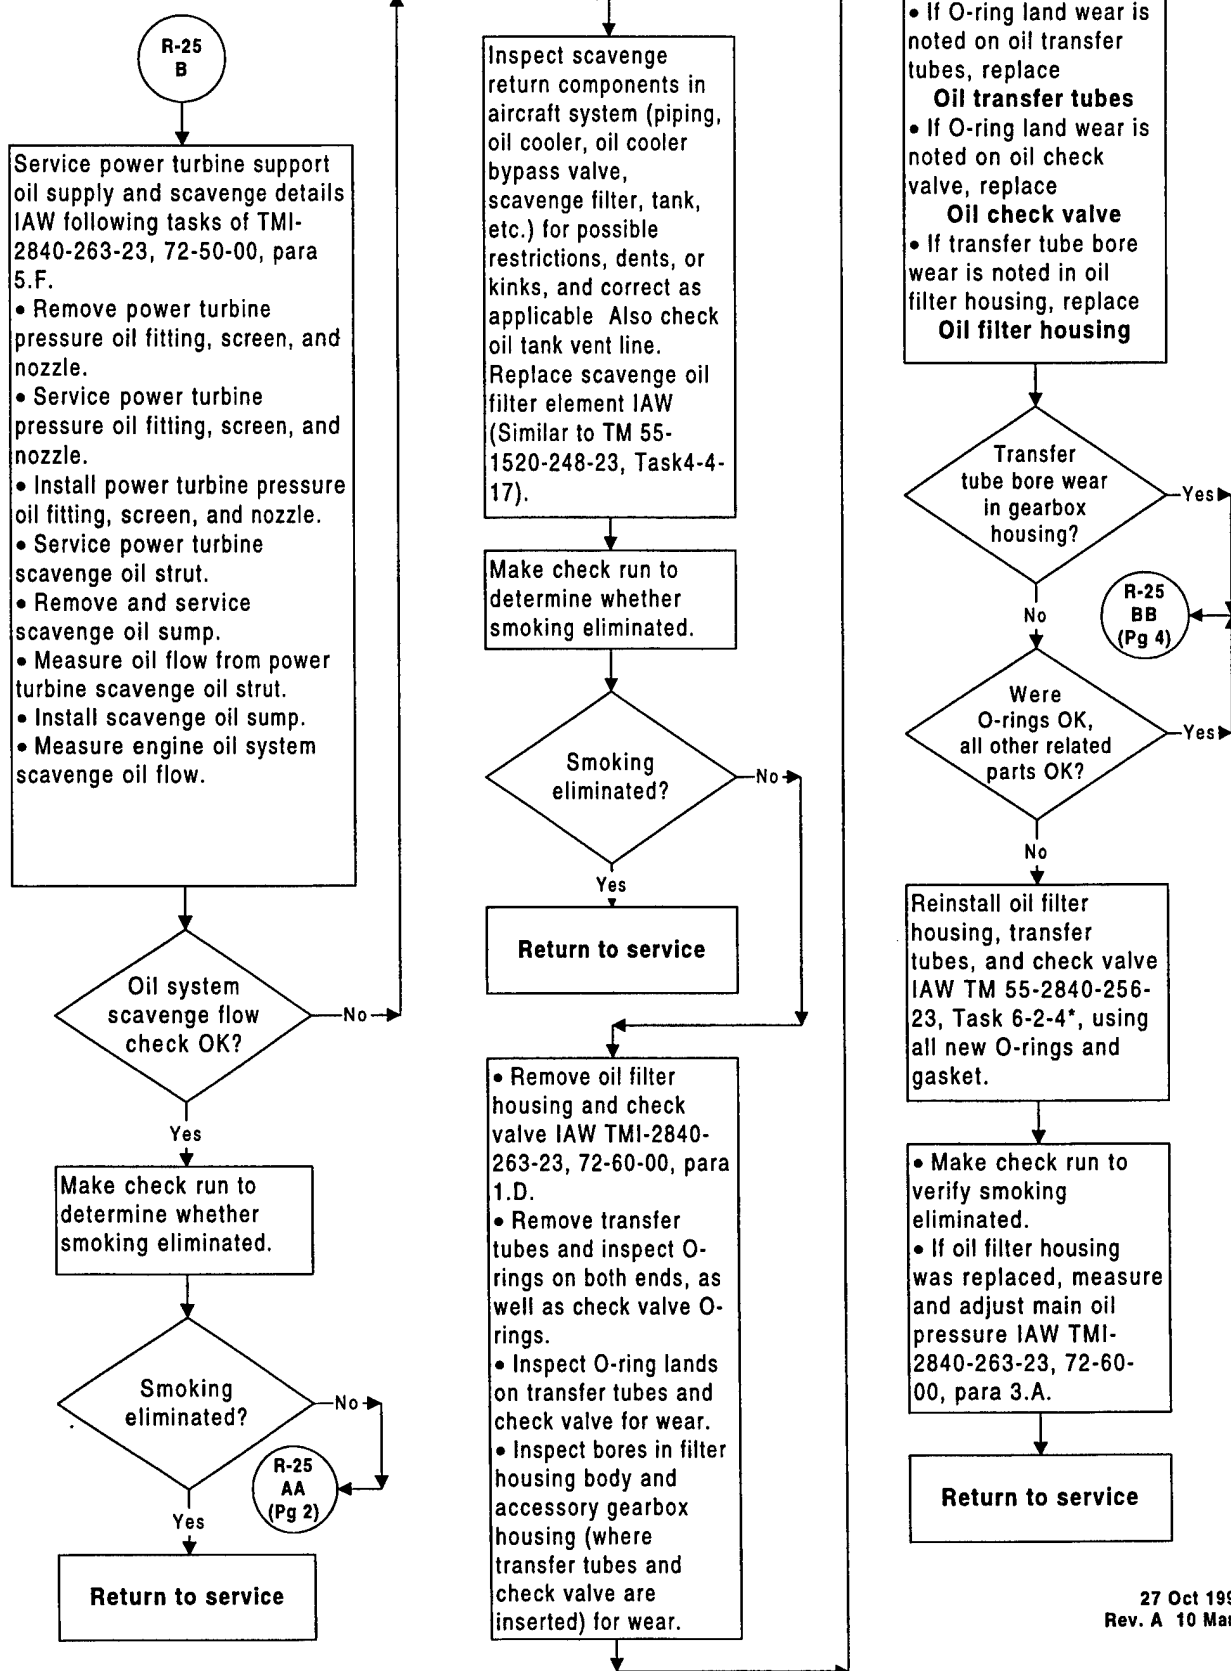 R-25
B
Service power turbine support
oil supply and scavenge details
IAW following tasks of TMI-
2840-263-23, 72-50-00, para
5.F.
• Remove power turbine
pressure oil fitting, screen, and
nozzle.
• Service power turbine
pressure oil fitting, screen, and
nozzle.
• Install power turbine pressure
oil fitting, screen, and nozzle.
• Service power turbine
scavenge oil strut.
• Remove and service
scavenge oil sump.
• Measure oil flow from power
turbine scavenge oil strut.
• Install scavenge oil sump.
• Measure engine oil system
scavenge oil flow.
Oil system
scavenge flow
check OK?
No
Yes
Make check run to
determine whether
smoking eliminated.
Smoking
eliminated?
No
R-25
AA
(Pg 2)
Yes
Return to service
Inspect scavenge
return components in
aircraft system (piping,
oil cooler, oil cooler
bypass valve,
scavenge filter, tank,
etc.) for possible
restrictions, dents, or
kinks, and correct as
applicable  Also check
oil tank vent line.
Replace scavenge oil
filter element IAW
(Similar to TM 55-
1520-248-23, Task4-4-
17).
Make check run to
determine whether
smoking eliminated.
Smoking
eliminated?
No
Yes
Return to service
• Remove oil filter
housing and check
valve IAW TMI-2840-
263-23, 72-60-00, para
1.D.
• Remove transfer
tubes and inspect O-
rings on both ends, as
well as check valve O-
rings.
• Inspect O-ring lands
on transfer tubes and
check valve for wear.
• Inspect bores in filter
housing body and
accessory gearbox
housing (where
transfer tubes and
check valve are
inserted) for wear.
• If O-ring land wear is
noted on oil transfer
tubes, replace
Oil transfer tubes
• If O-ring land wear is
noted on oil check
valve, replace
Oil check valve
• If transfer tube bore
wear is noted in oil
filter housing, replace
Oil filter housing
Transfer
tube bore wear
in gearbox
housing?
Yes
No
R-25
BB
(Pg 4)
Were
O-rings OK,
all other related
parts OK?
Yes
No
Reinstall oil filter
housing, transfer
tubes, and check valve
IAW TM 55-2840-256-
23, Task 6-2-4*, using
all new O-rings and
gasket.
• Make check run to
verify smoking
eliminated.
• If oil filter housing
was replaced, measure
and adjust main oil
pressure IAW TMI-
2840-263-23, 72-60-
00, para 3.A.
Return to service
27 Oct 199
Rev. A  10 Mar